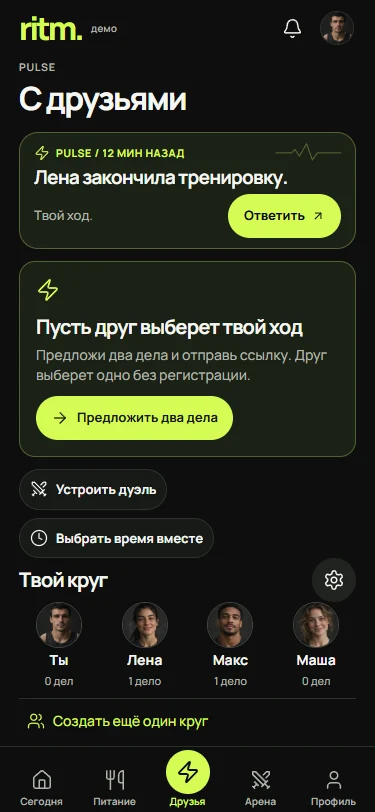 ritm. демо
PULSE
С друзьями
PULSE / 12 МИН НАЗАД
Лена закончила тренировку.
Твой ход.
Ответить
Пусть друг выберет твой ход
Предложи два дела и отправь ссылку. Друг
выберет одно без регистрации.
Предложить два дела
Устроить дуэль
Выбрать время вместе
Твой круг
Ты Лена Макс Маша
0 дел 1 дело 1 дело 0 дел
Создать ещё один круг
Сегодня Питание Друзья Арена Профиль